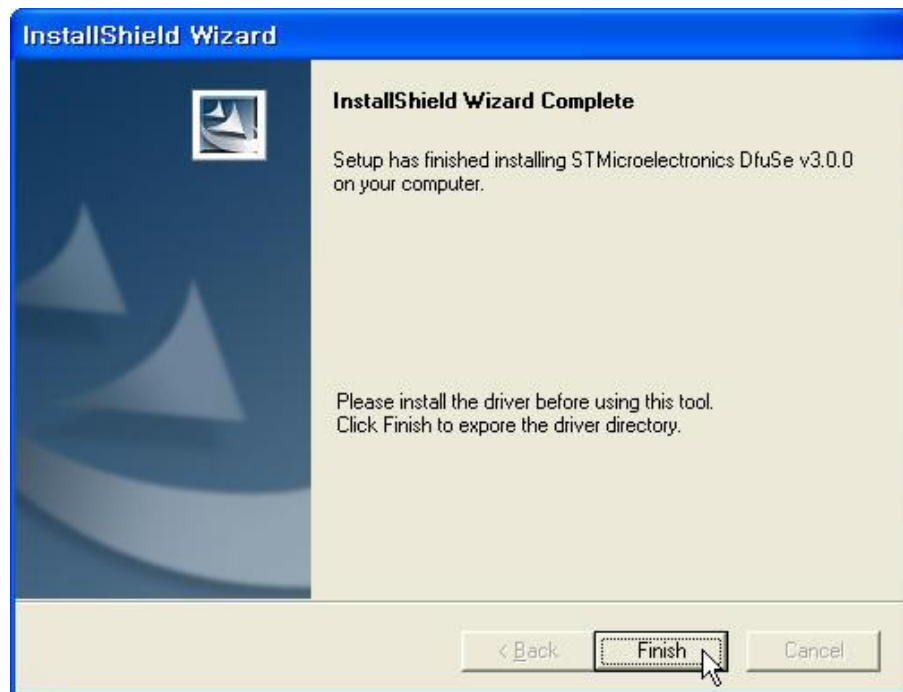 InstallShield Wizard
InstallShield Wizard Complete
Setup has finished installing STMicroelectronics DfuSe v3.0.0
on your computer.
Please install the driver before using this tool.
Click Finish to expore the driver directory.
< Back
Finish
Cancel